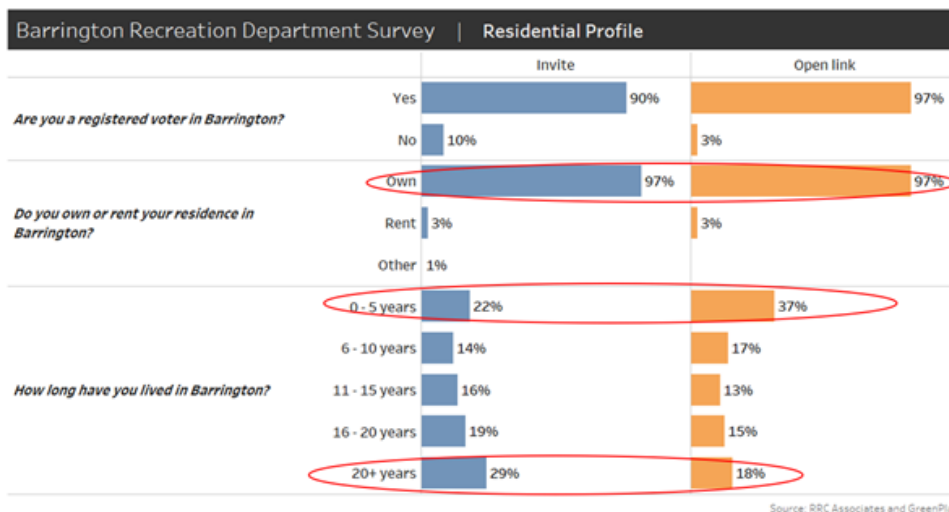 Barrington Recreation Department Survey | Residential Profile
Invite Open link
Are you a registered voter in Barrington?
Yes 90% 97%
No 10% 3%
Do you own or rent your residence in
Barrington?
Own 97% 97%
Rent 3% 3%
Other 1%
How long have you lived in Barrington?
0 - 5 years 22% 37%
6 - 10 years 14% 17%
11 - 15 years 16% 13%
16 - 20 years 19% 15%
20+ years 29% 18%
Source: RRC Associates and GreenPl